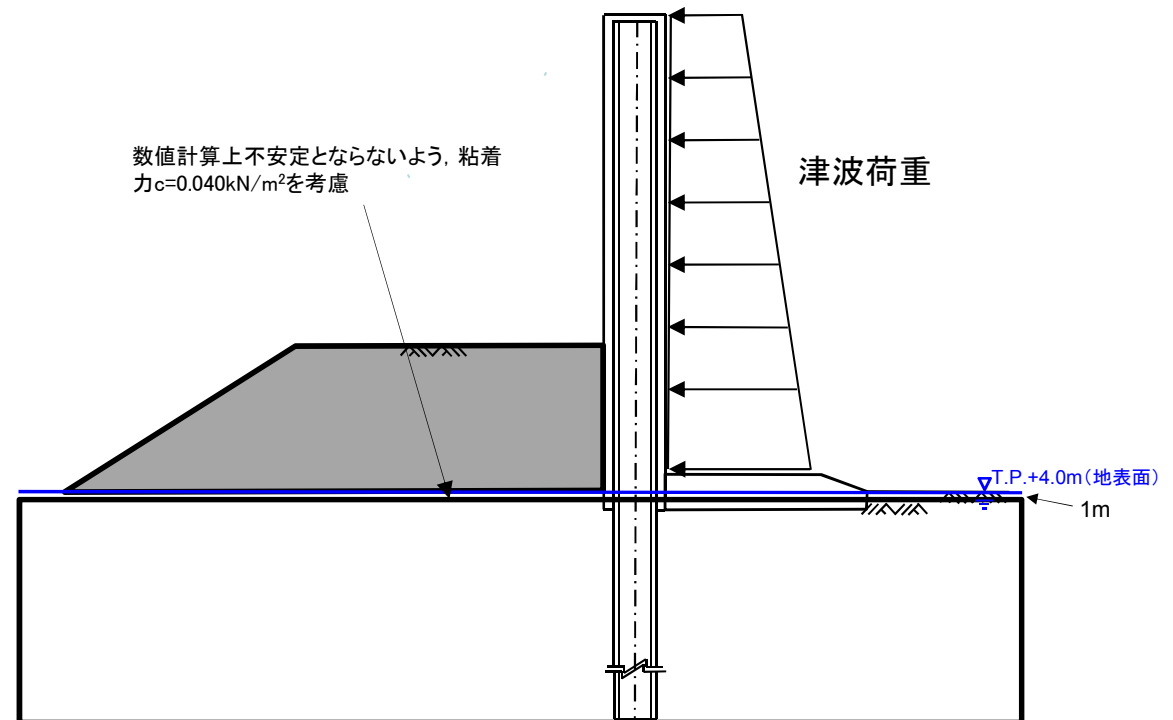 数値計算上不安定とならないよう，粘着
力c=0.040kN/m²を考慮
津波荷重
T.P.+4.0m（地表面）
1m